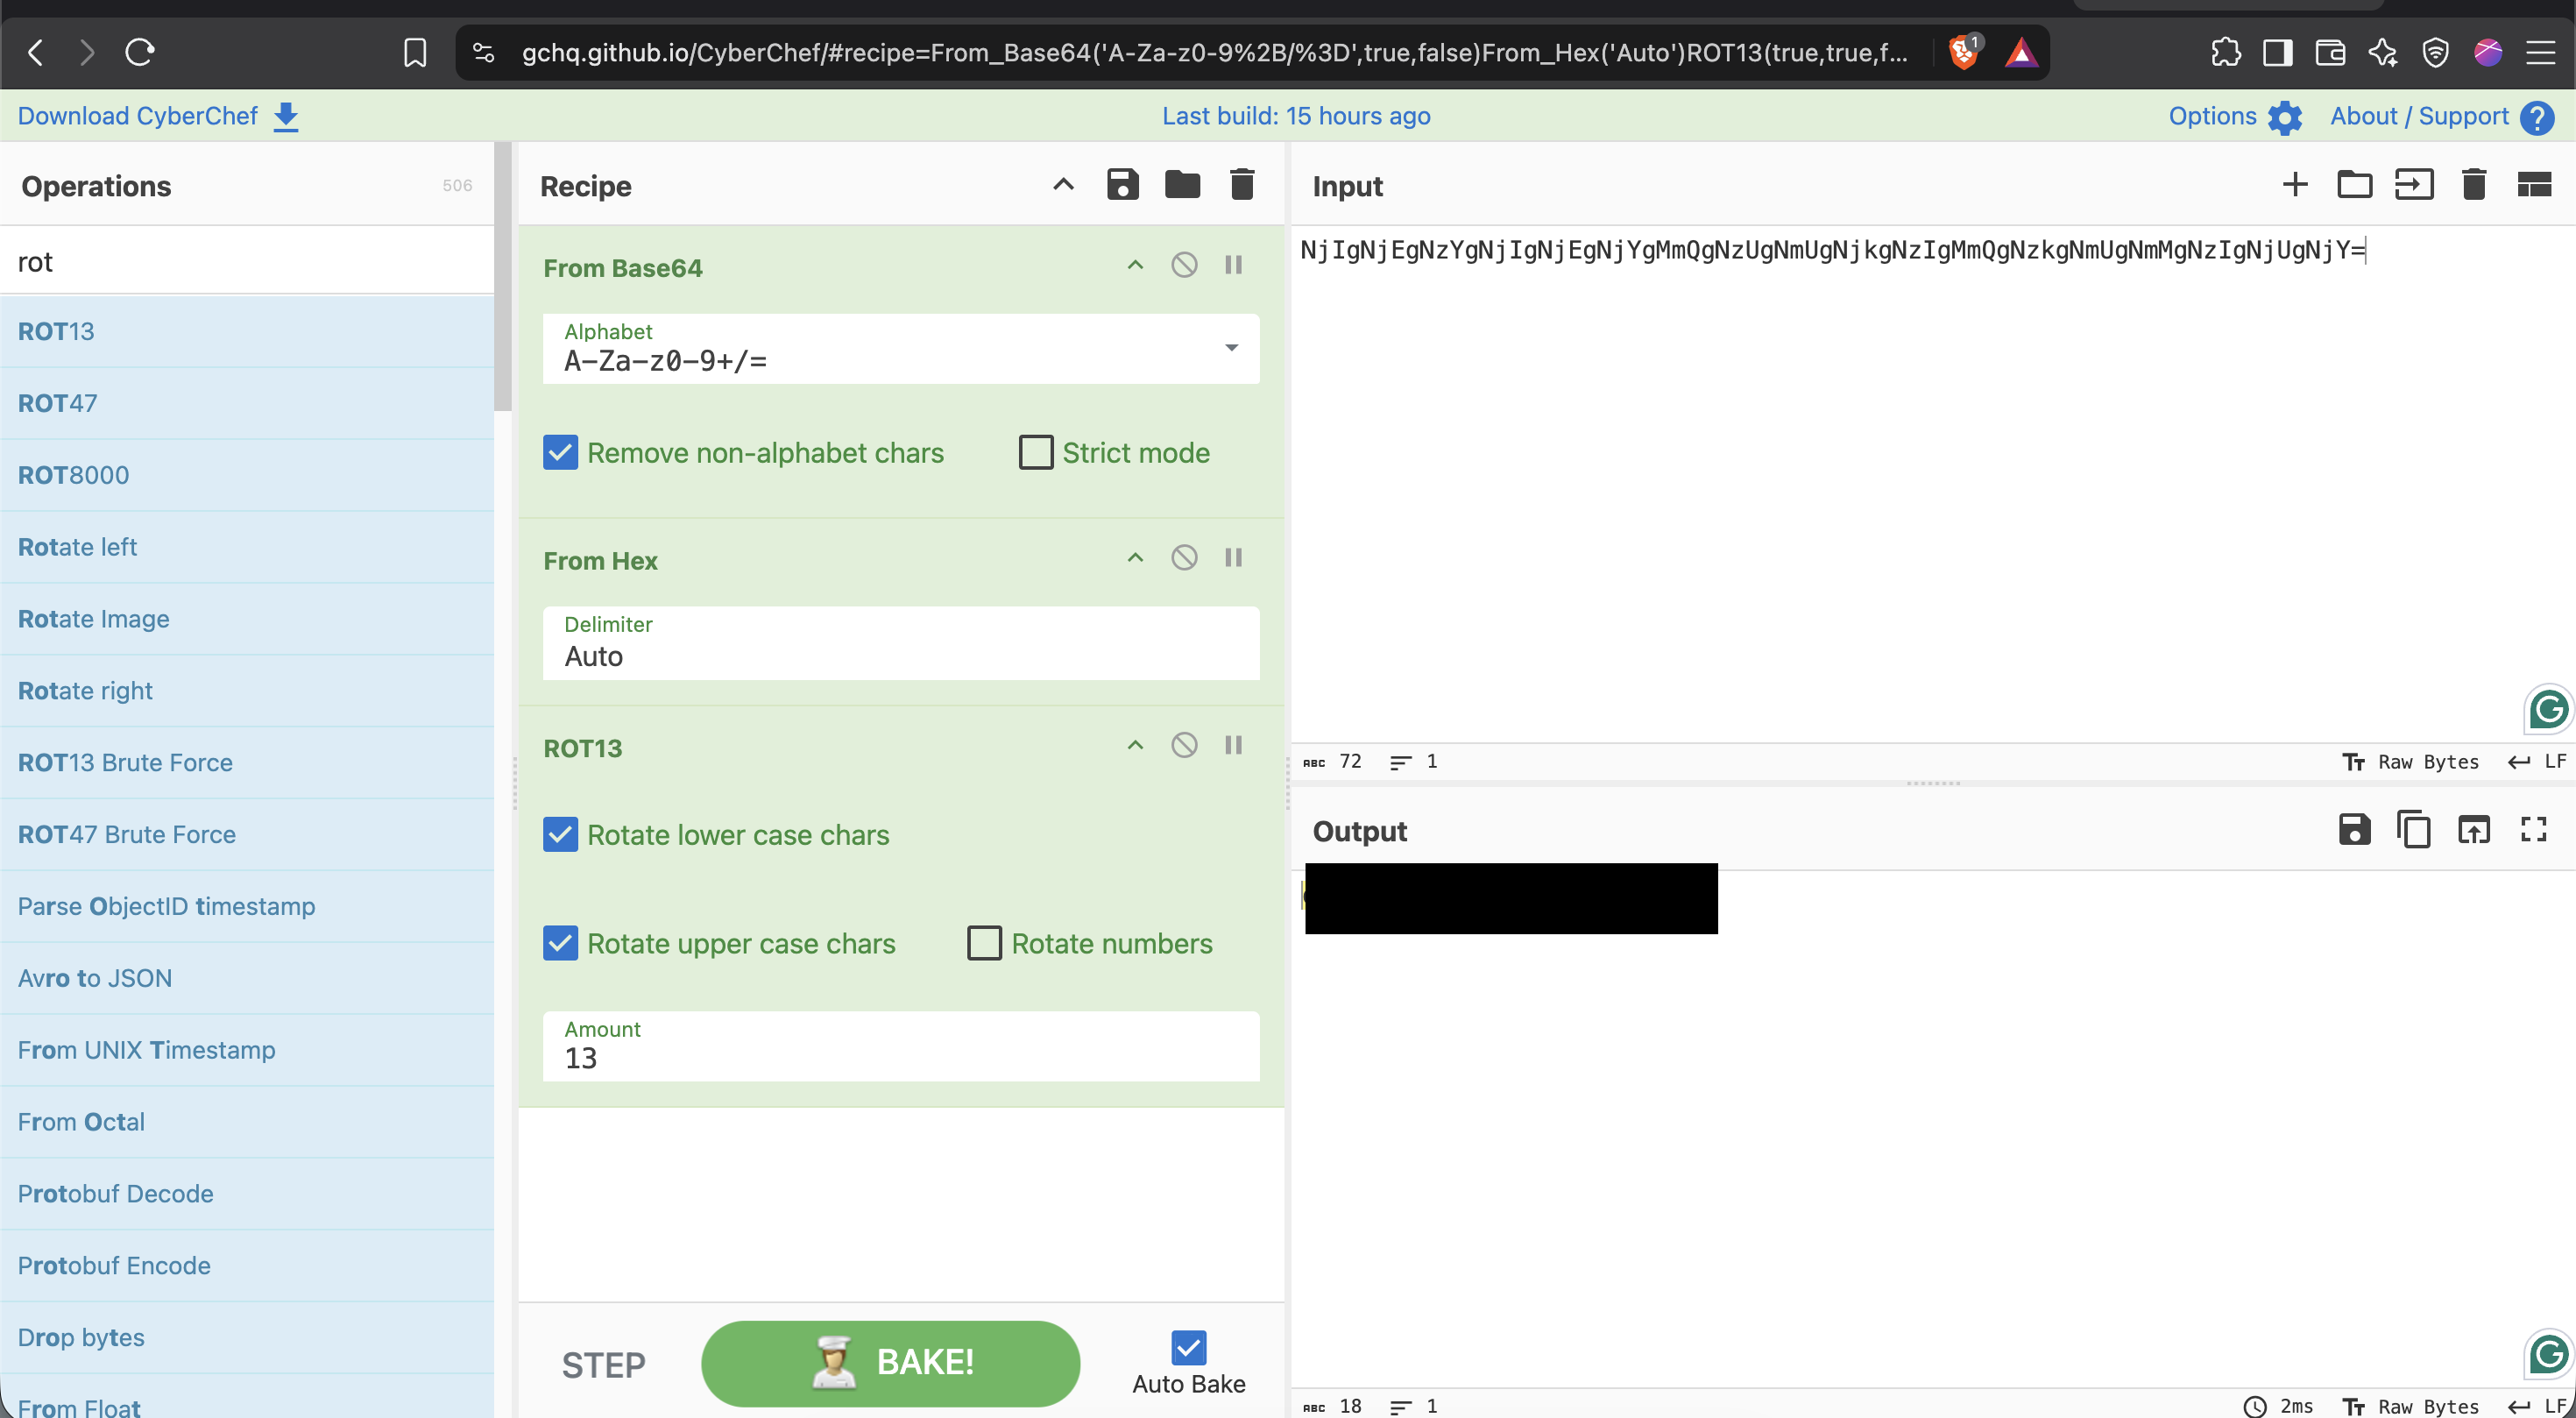 gchq.github.io/CyberChef/#recipe=From_Base64('A-Za-z0-9%2B/%3D',true,false)From_Hex('Auto')ROT13(true,true,f...
1
Download CyberChef
Last build: 15 hours ago
Options
About / Support
Operations
506
rot
ROT13
ROT47
ROT8000
Rotate left
Rotate Image
Rotate right
ROT13 Brute Force
ROT47 Brute Force
Parse ObjectID timestamp
Avro to JSON
From UNIX Timestamp
From Octal
Protobuf Decode
Protobuf Encode
Drop bytes
From Float
Recipe
From Base64
Alphabet
A-Za-z0-9+/=
Remove non-alphabet chars
Strict mode
From Hex
Delimiter
Auto
ROT13
Rotate lower case chars
Rotate upper case chars
Rotate numbers
Amount
13
STEP
BAKE!
Auto Bake
Input
NjIgNjEgNzYgNjIgNjEgNjYgMmQgNzUgNmUgNjkgNzIgMmQgNzkgNmUgNmMgNzIgNjUgNjY=
ABC 72
1
Raw Bytes
LF
Output
ABC 18
1
2ms
Raw Bytes
LF